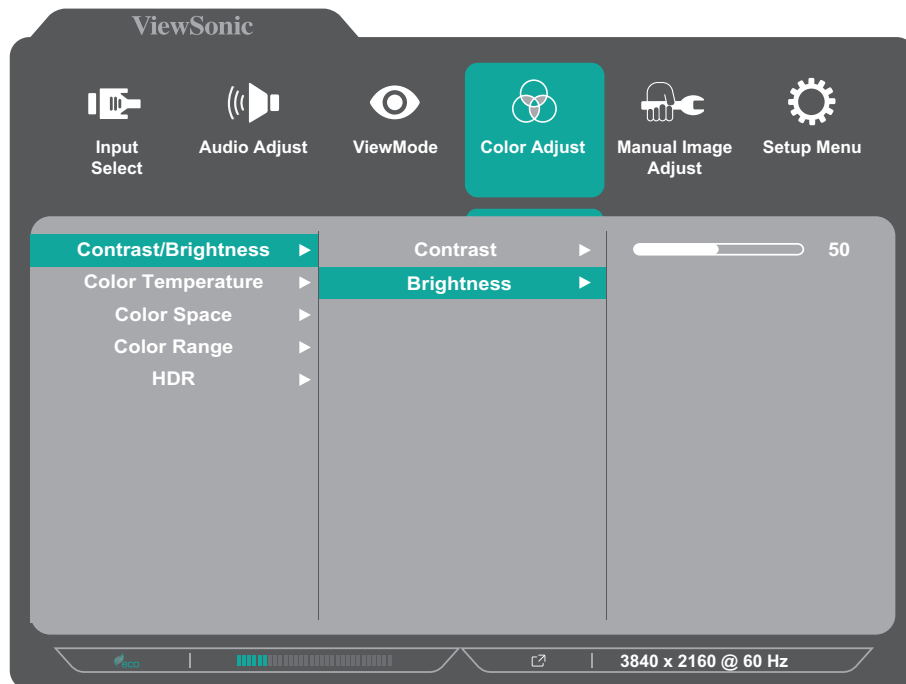 ViewSonic
Input Select
Audio Adjust
ViewMode
Color Adjust
Manual Image Adjust
Setup Menu
Contrast/Brightness
Contrast
50
Color Temperature
Brightness
Color Space
Color Range
HDR
eco
3840 x 2160 @ 60 Hz